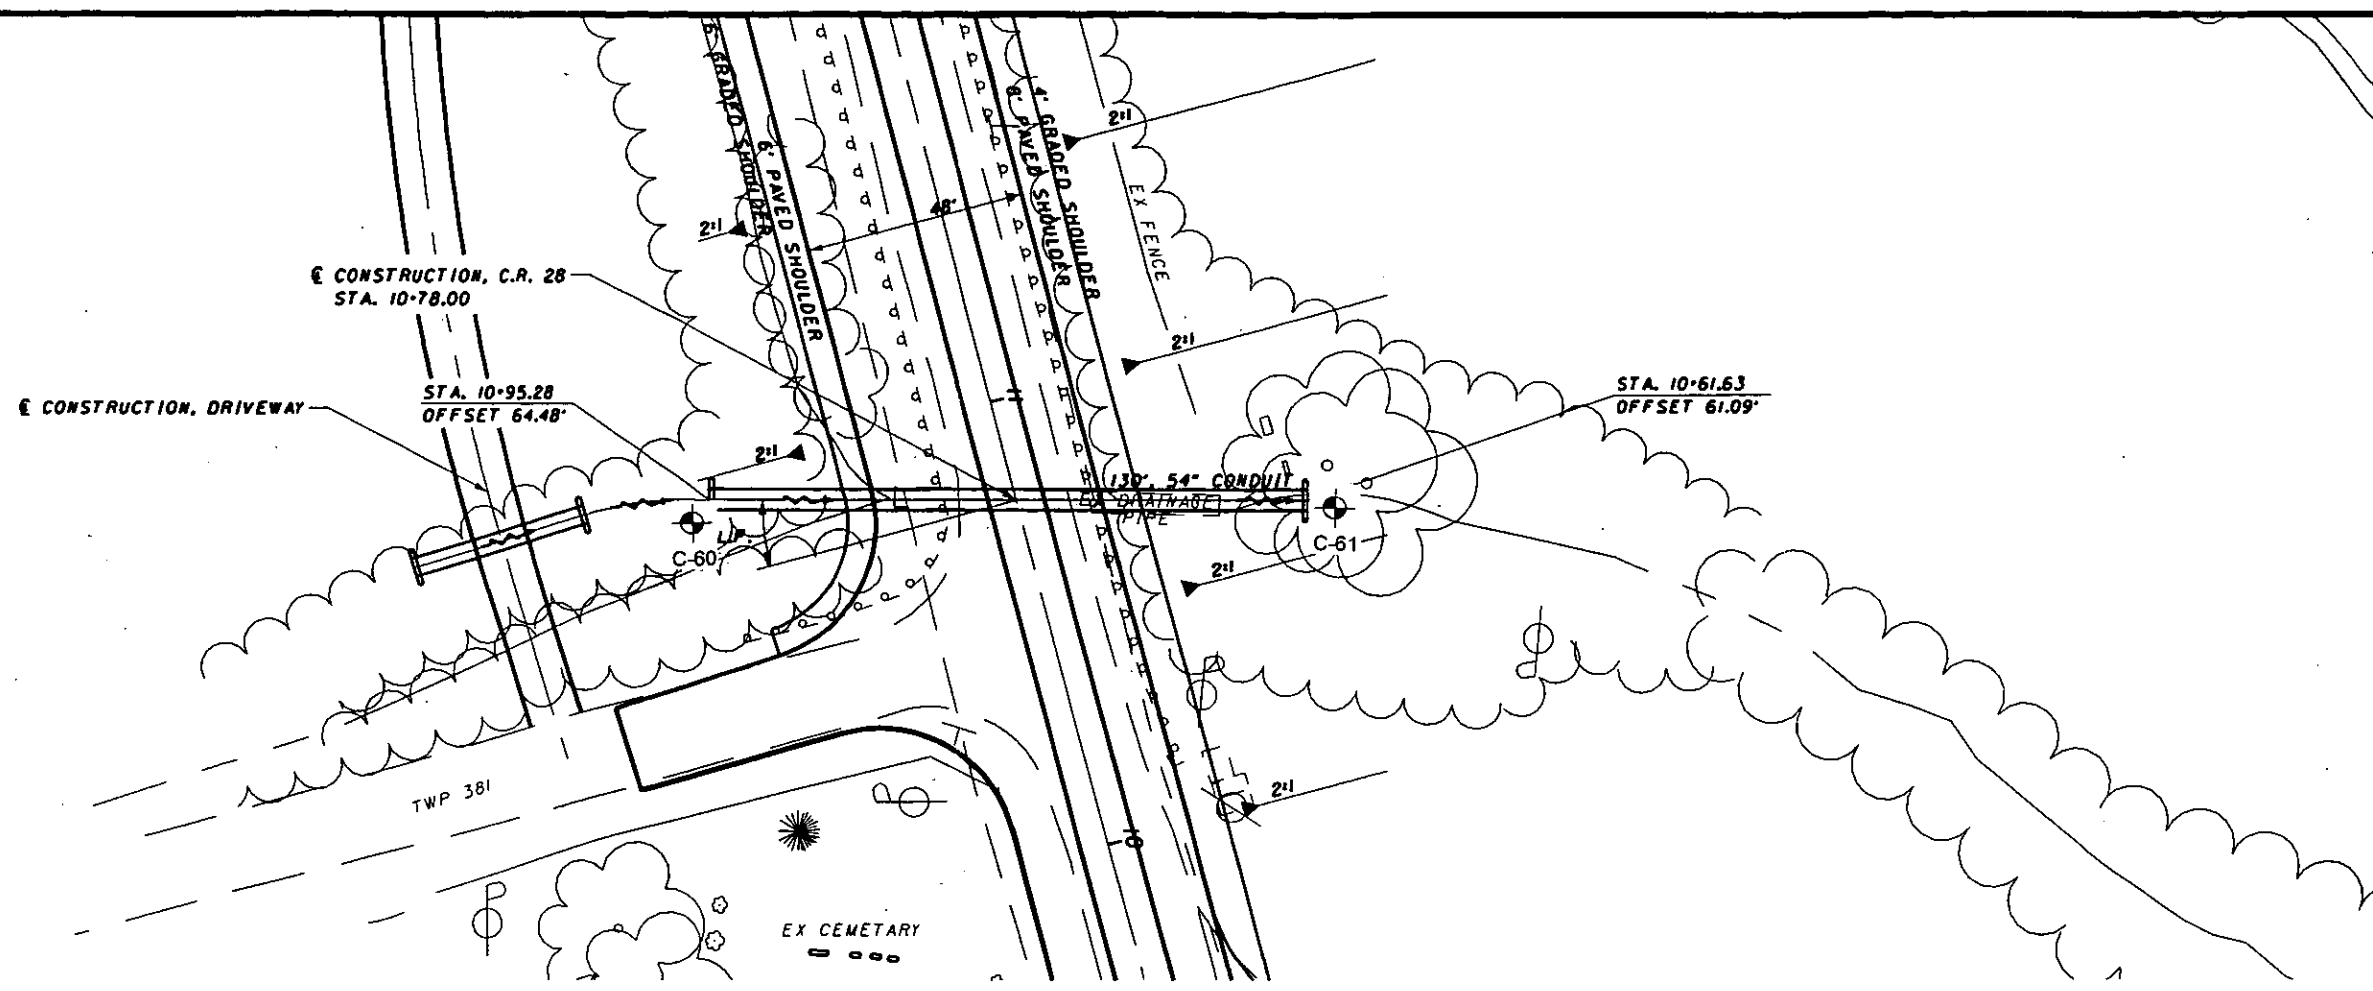 6' GRADED SHOULDER
6' PAVED SHOULDER
4' GRADED SHOULDER
8' PAVED SHOULDER
2:1
EX FENCE
48'
2:1
℄ CONSTRUCTION, C.R. 28
STA. 10+78.00
2:1
℄ CONSTRUCTION, DRIVEWAY
STA. 10+95.28
OFFSET 64.48'
11
STA. 10+61.63
OFFSET 61.09'
2:1
130', 54" CONDUIT
EX DRAINAGE
PIPE
C-60
C-61
2:1
TWP 381
2:1
10
EX CEMETARY